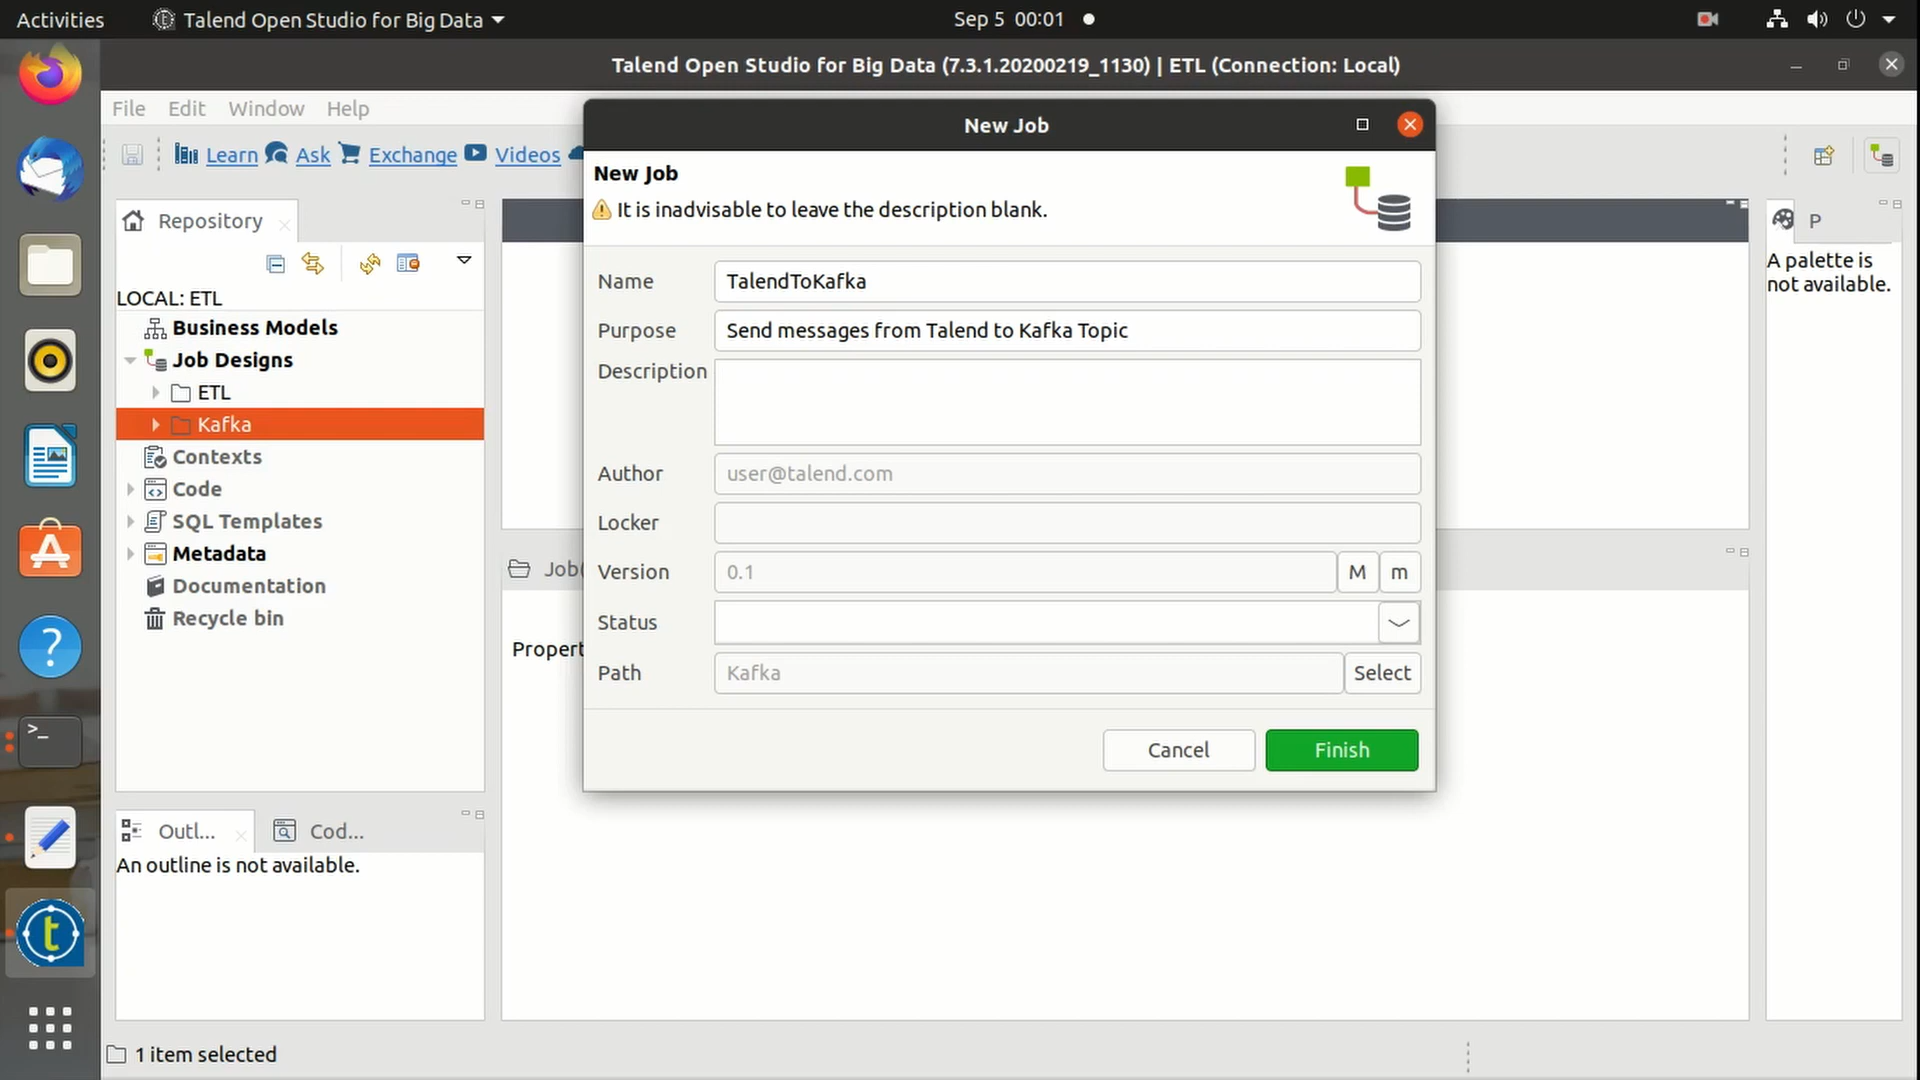 Activities
Talend Open Studio for Big Data
Sep 5 00:01
Talend Open Studio for Big Data (7.3.1.20200219_1130) | ETL (Connection: Local)
File Edit Window Help
Learn Ask Exchange Videos
New Job
New Job
It is inadvisable to leave the description blank.
Name TalendToKafka
Purpose Send messages from Talend to Kafka Topic
Description
Author user@talend.com
Locker
Version 0.1 M m
Status
Path Kafka Select
Cancel Finish
Repository
LOCAL: ETL
Business Models
Job Designs
ETL
Kafka
Contexts
Code
SQL Templates
Metadata
Documentation
Recycle bin
Job(
Propert
P
A palette is
not available.
Outl... Cod...
An outline is not available.
1 item selected